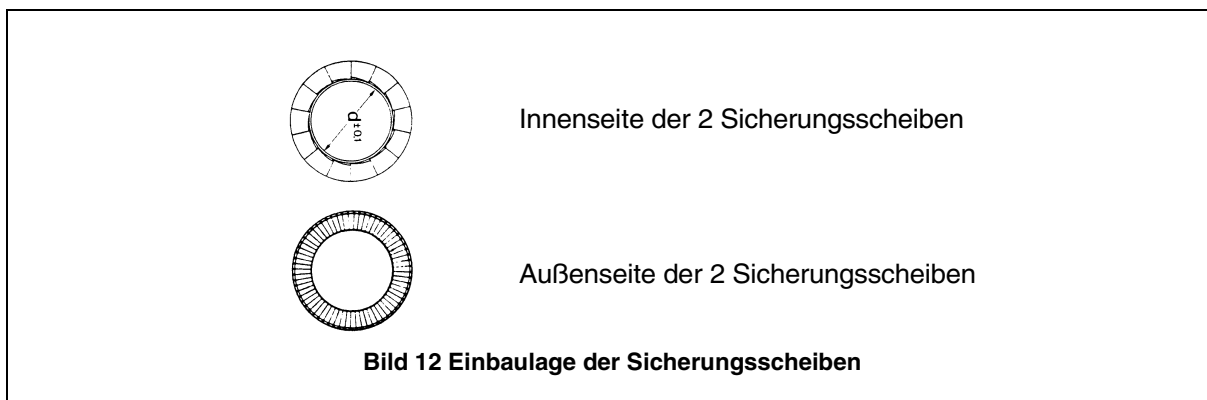 d±0,1
Innenseite der 2 Sicherungsscheiben
Außenseite der 2 Sicherungsscheiben
Bild 12 Einbaulage der Sicherungsscheiben